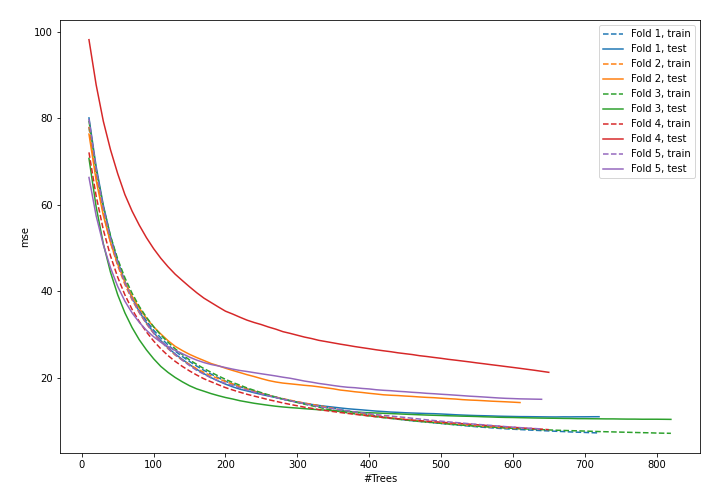 100
80
60
40
20
mse
0 100 200 300 400 500 600 700 800
#Trees
Fold 1, train
Fold 1, test
Fold 2, train
Fold 2, test
Fold 3, train
Fold 3, test
Fold 4, train
Fold 4, test
Fold 5, train
Fold 5, test